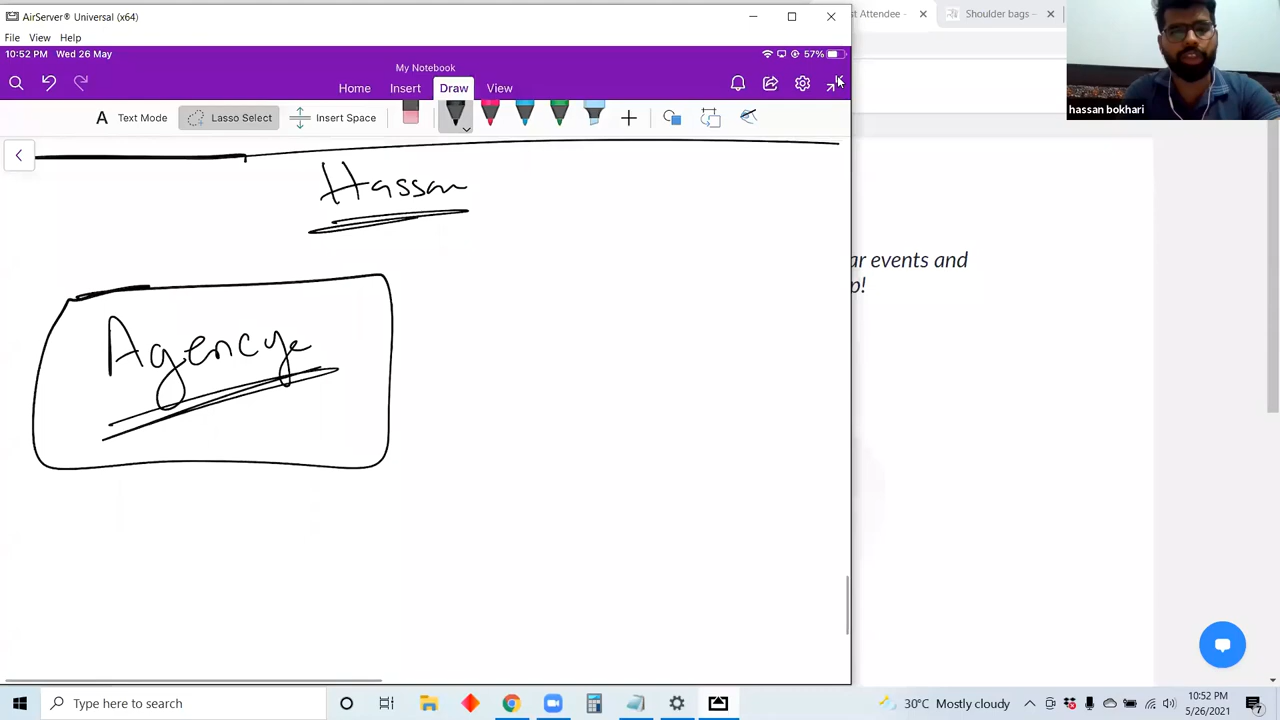 AirServer® Universal (x64)
File View Help
10:52 PM Wed 26 May
57%
My Notebook
Home Insert Draw View
Text Mode Lasso Select Insert Space
Hassan
Agency
st Attendee -
Shoulder bags -
hassan bokhari
ar events and
p!
Type here to search
30°C Mostly cloudy
10:52 PM
5/26/2021
7